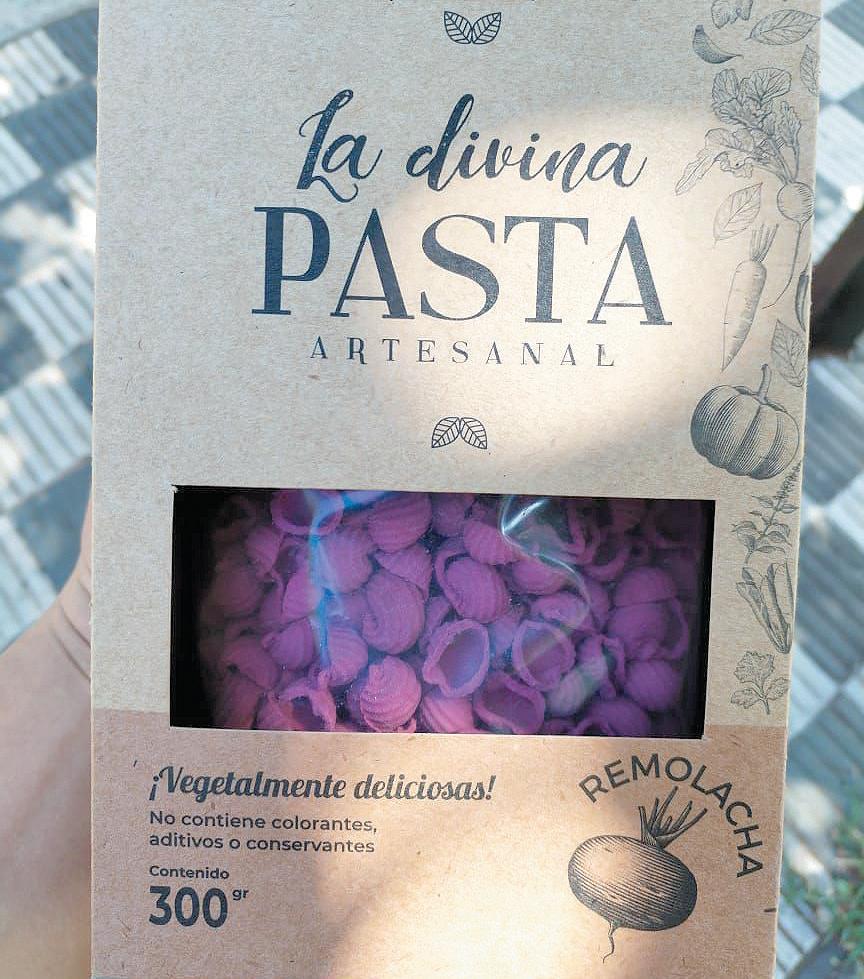 La divina
PASTA
ARTESANAL
¡Vegetalmente deliciosas!
No contiene colorantes,
aditivos o conservantes
Contenido
300 gr
REMOLACHA